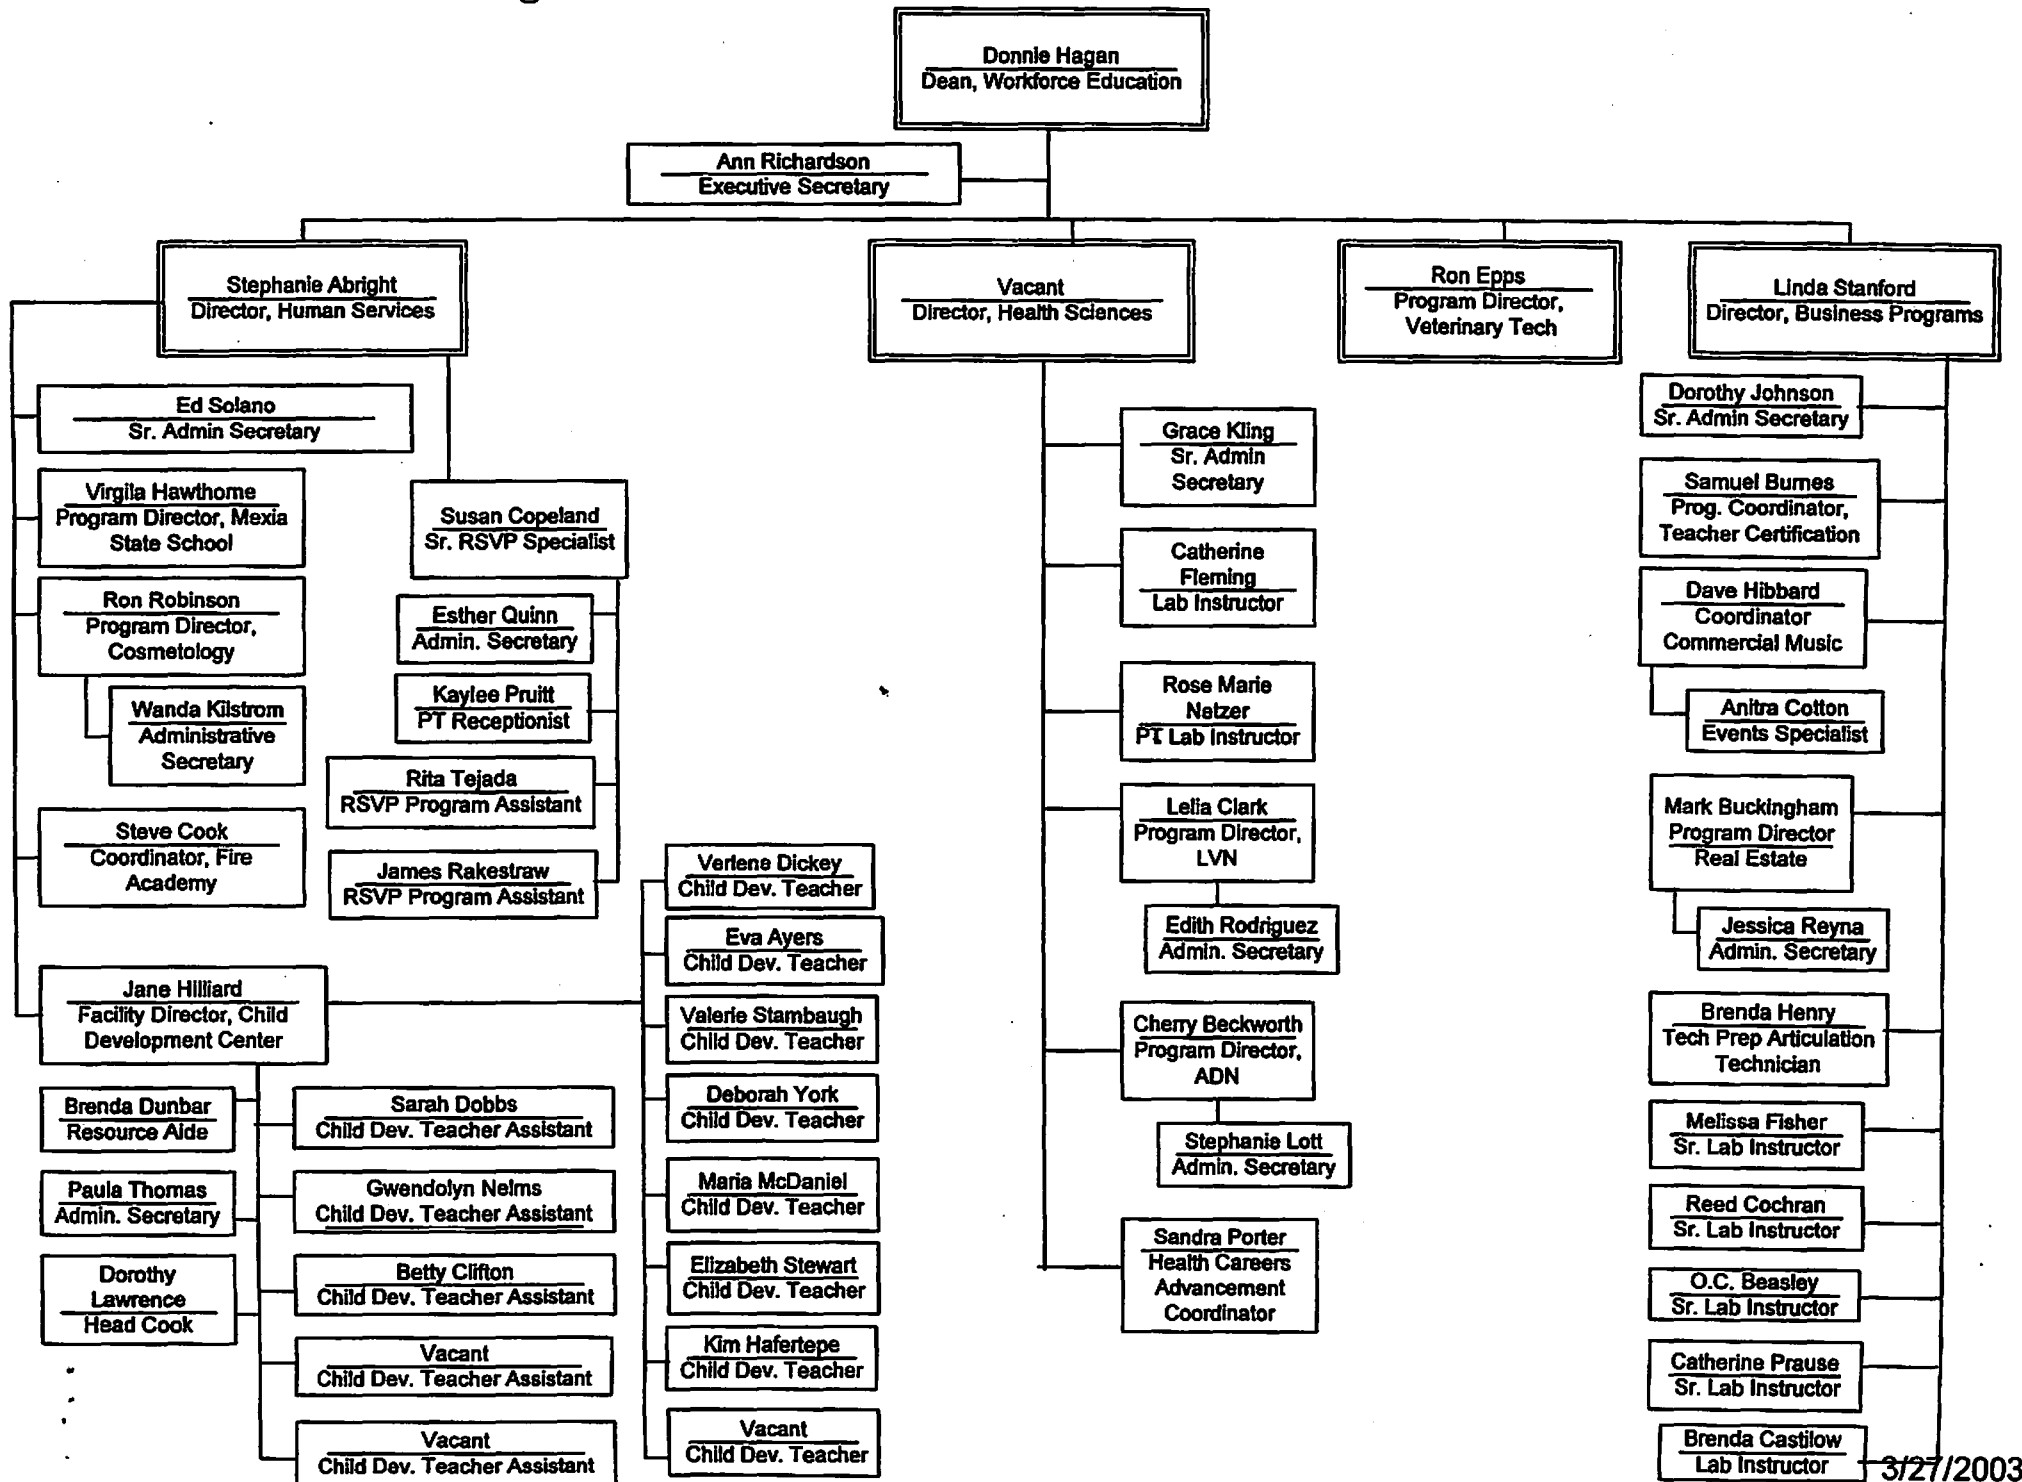 Donnie Hagan
Dean, Workforce Education
Ann Richardson
Executive Secretary
Stephanie Abright
Director, Human Services
Vacant
Director, Health Sciences
Ron Epps
Program Director,
Veterinary Tech
Linda Stanford
Director, Business Programs
Ed Solano
Sr. Admin Secretary
Virgila Hawthorne
Program Director, Mexia
State School
Ron Robinson
Program Director,
Cosmetology
Wanda Kilstrom
Administrative
Secretary
Steve Cook
Coordinator, Fire
Academy
Susan Copeland
Sr. RSVP Specialist
Esther Quinn
Admin. Secretary
Kaylee Pruitt
PT Receptionist
Rita Tejada
RSVP Program Assistant
James Rakestraw
RSVP Program Assistant
Jane Hilliard
Facility Director, Child
Development Center
Brenda Dunbar
Resource Aide
Paula Thomas
Admin. Secretary
Dorothy
Lawrence
Head Cook
Sarah Dobbs
Child Dev. Teacher Assistant
Gwendolyn Nelms
Child Dev. Teacher Assistant
Betty Clifton
Child Dev. Teacher Assistant
Vacant
Child Dev. Teacher Assistant
Vacant
Child Dev. Teacher Assistant
Verlene Dickey
Child Dev. Teacher
Eva Ayers
Child Dev. Teacher
Valerie Stambaugh
Child Dev. Teacher
Deborah York
Child Dev. Teacher
Maria McDaniel
Child Dev. Teacher
Elizabeth Stewart
Child Dev. Teacher
Kim Hafertepe
Child Dev. Teacher
Vacant
Child Dev. Teacher
Grace Kling
Sr. Admin
Secretary
Catherine
Fleming
Lab Instructor
Rose Marie
Netzer
PT Lab Instructor
Lelia Clark
Program Director,
LVN
Edith Rodriguez
Admin. Secretary
Cherry Beckworth
Program Director,
ADN
Stephanie Lott
Admin. Secretary
Sandra Porter
Health Careers
Advancement
Coordinator
Dorothy Johnson
Sr. Admin Secretary
Samuel Burnes
Prog. Coordinator,
Teacher Certification
Dave Hibbard
Coordinator
Commercial Music
Anitra Cotton
Events Specialist
Mark Buckingham
Program Director
Real Estate
Jessica Reyna
Admin. Secretary
Brenda Henry
Tech Prep Articulation
Technician
Melissa Fisher
Sr. Lab Instructor
Reed Cochran
Sr. Lab Instructor
O.C. Beasley
Sr. Lab Instructor
Catherine Prause
Sr. Lab Instructor
Brenda Castilow
Lab Instructor
3/27/2003